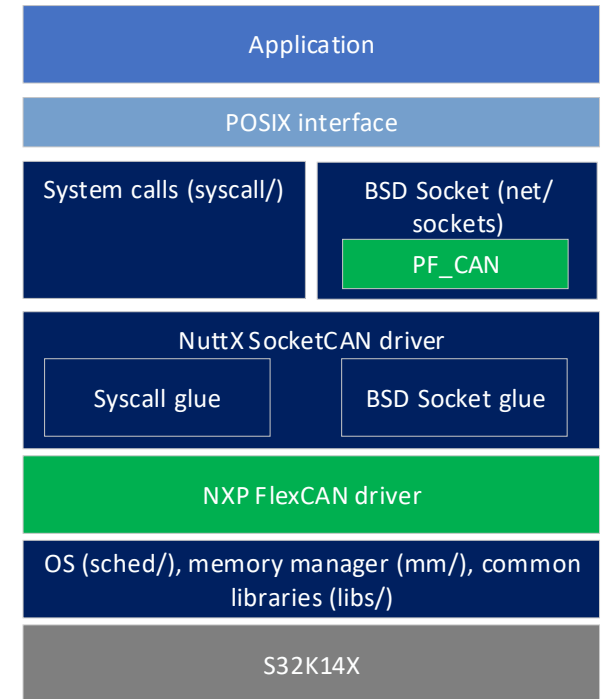 Application
POSIX interface
System calls (syscall/)
BSD Socket (net/
sockets)
PF_CAN
NuttX SocketCAN driver
Syscall glue
BSD Socket glue
NXP FlexCAN driver
OS (sched/), memory manager (mm/), common
libraries (libs/)
S32K14X